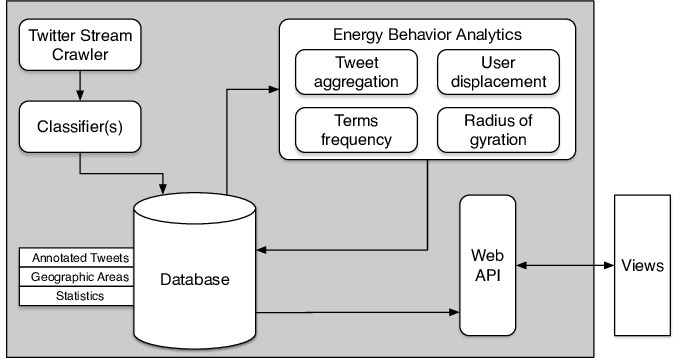 Twitter Stream
Crawler
Classifier(s)
Energy Behavior Analytics
Tweet
aggregation
User
displacement
Terms
frequency
Radius of
gyration
Annotated Tweets
Geographic Areas
Statistics
Database
Web
API
Views